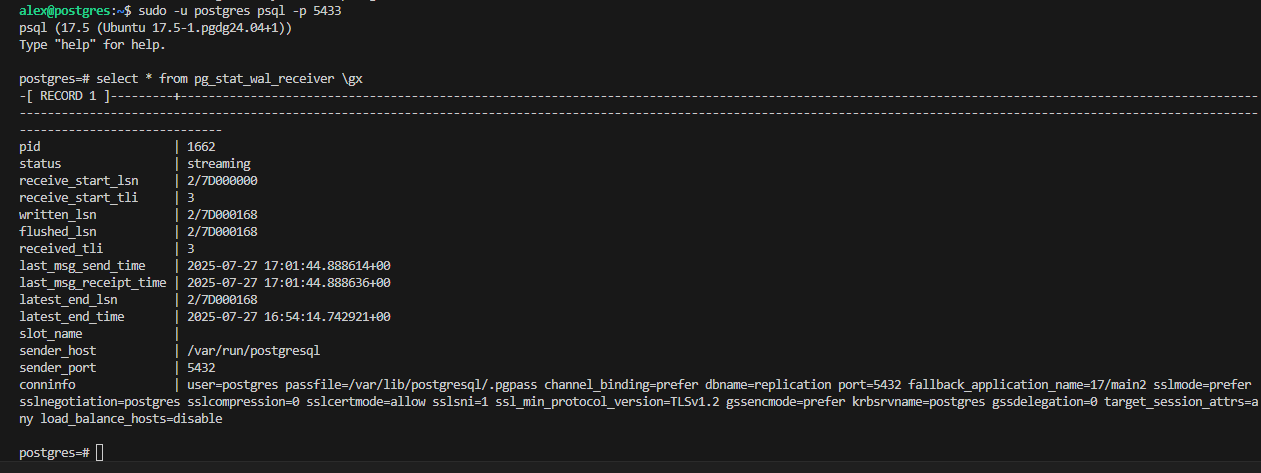 alex@postgres:~$ sudo -u postgres psql -p 5433
psql (17.5 (Ubuntu 17.5-1.pgdg24.04+1))
Type "help" for help.

postgres=# select * from pg_stat_wal_receiver \gx
-[ RECORD 1 ]---------+----------------------------------------------------------------------------------------------------------------------------------------------------------
---------------------------------------------------------------------------------------------------------------------------------------------------------------------------------
-----------------------------
pid                   | 1662
status                | streaming
receive_start_lsn     | 2/7D000000
receive_start_tli     | 3
written_lsn           | 2/7D000168
flushed_lsn           | 2/7D000168
received_tli          | 3
last_msg_send_time    | 2025-07-27 17:01:44.888614+00
last_msg_receipt_time | 2025-07-27 17:01:44.888636+00
latest_end_lsn        | 2/7D000168
latest_end_time       | 2025-07-27 16:54:14.742921+00
slot_name             |
sender_host           | /var/run/postgresql
sender_port           | 5432
conninfo              | user=postgres passfile=/var/lib/postgresql/.pgpass channel_binding=prefer dbname=replication port=5432 fallback_application_name=17/main2 sslmode=prefer
sslnegotiation=postgres sslcompression=0 sslcertmode=allow sslsni=1 ssl_min_protocol_version=TLSv1.2 gssencmode=prefer krbsrvname=postgres gssdelegation=0 target_session_attrs=a
ny load_balance_hosts=disable

postgres=#